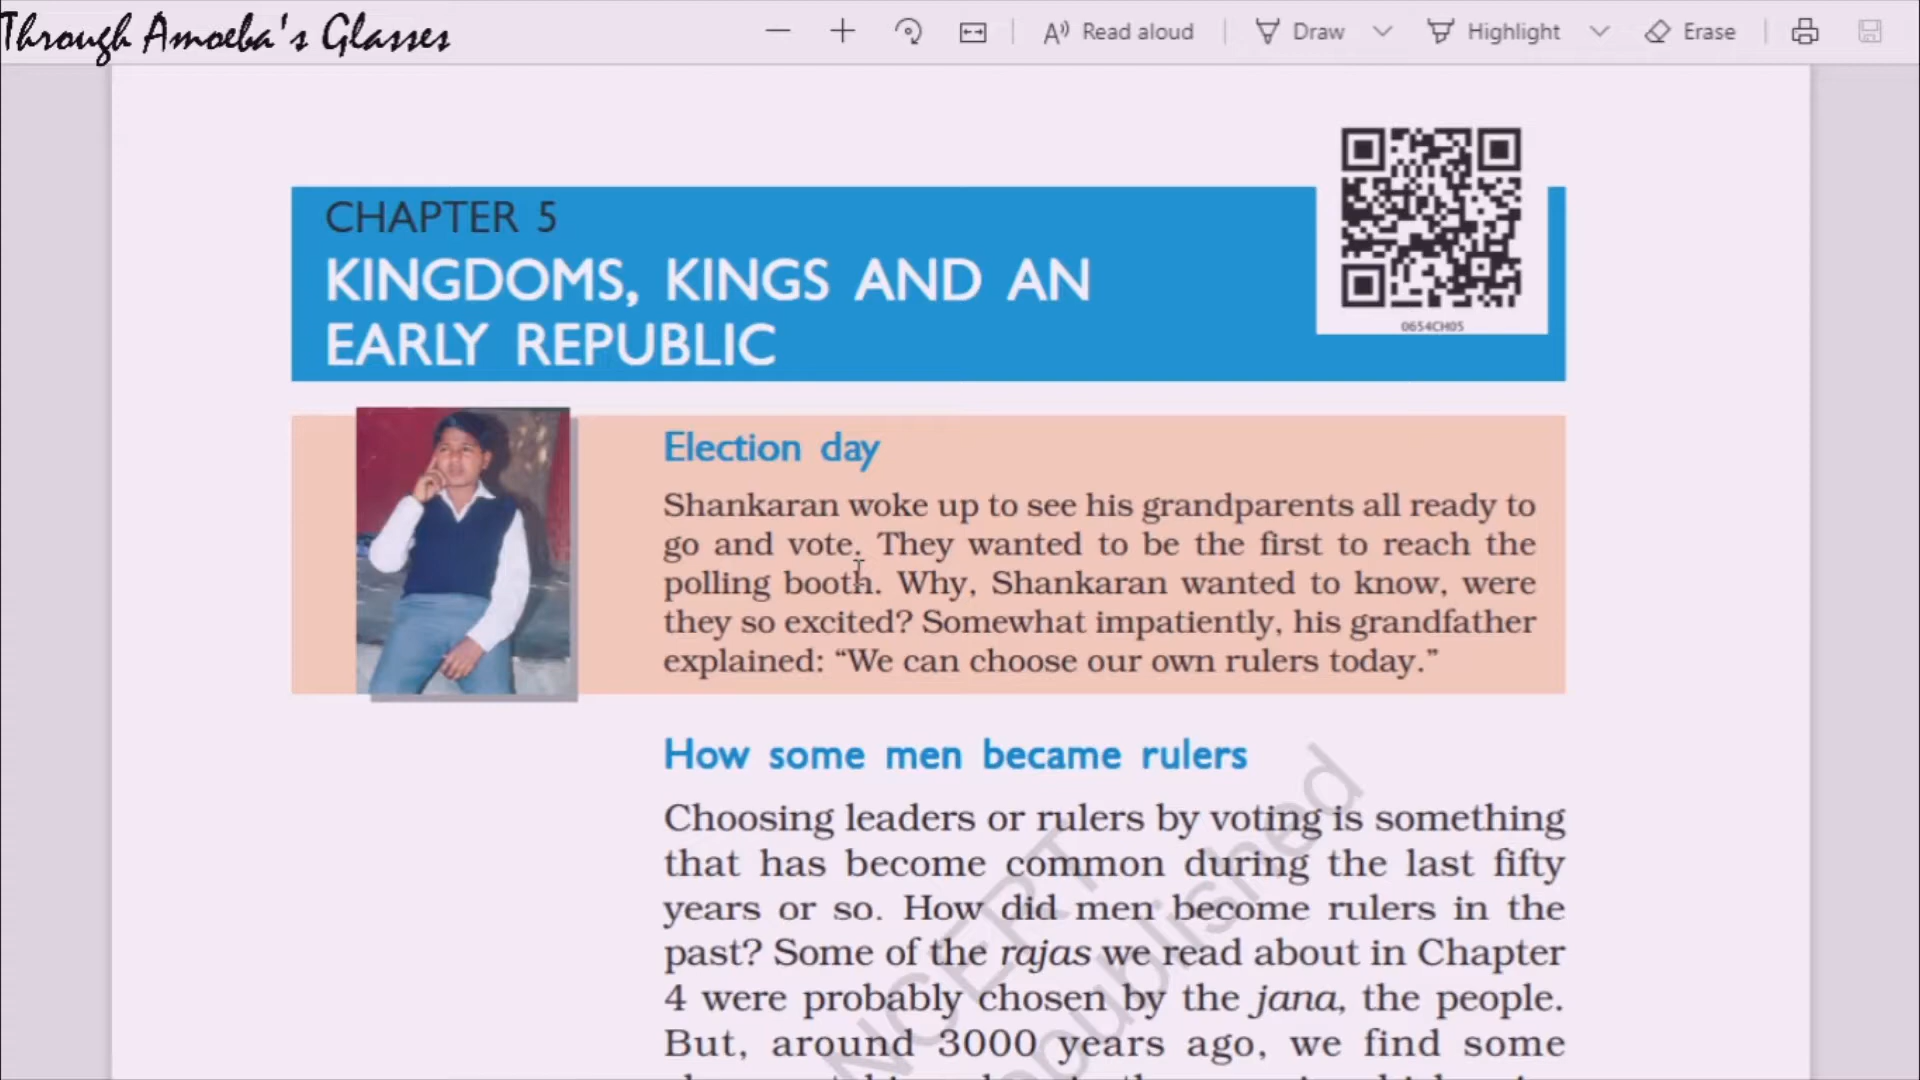 Through Amoeba's Glasses
Read aloud
Draw
Highlight
Erase
CHAPTER 5
KINGDOMS, KINGS AND AN
EARLY REPUBLIC
0654CH05
Election day
Shankaran woke up to see his grandparents all ready to
go and vote. They wanted to be the first to reach the
polling booth. Why, Shankaran wanted to know, were
they so excited? Somewhat impatiently, his grandfather
explained: “We can choose our own rulers today.”
How some men became rulers
Choosing leaders or rulers by voting is something
that has become common during the last fifty
years or so. How did men become rulers in the
past? Some of the rajas we read about in Chapter
4 were probably chosen by the jana, the people.
But, around 3000 years ago, we find some
NCERT
republished